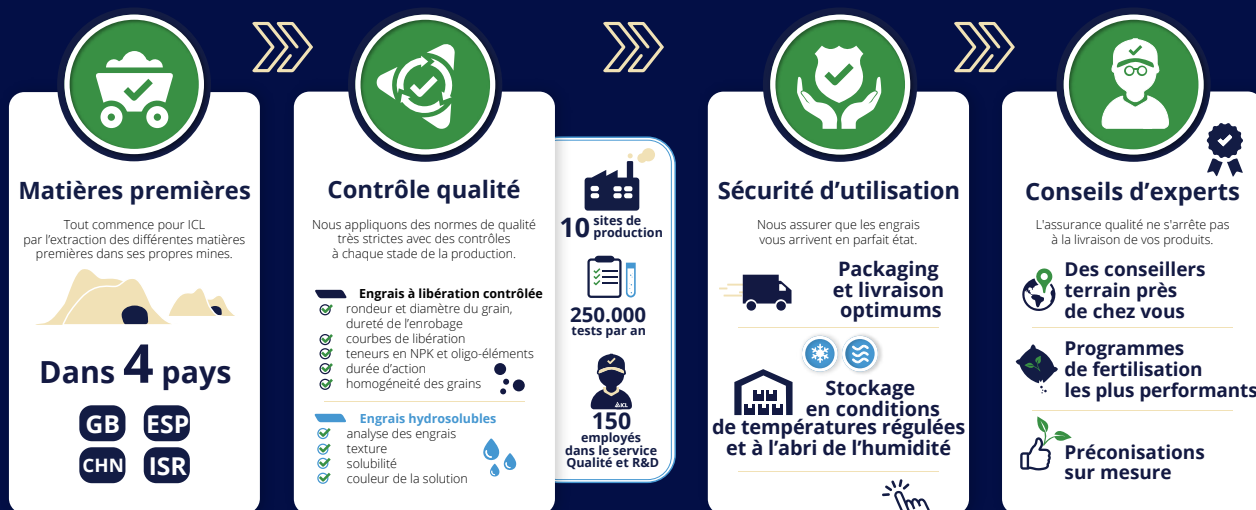 Matières premières
Tout commence pour ICL
par l'extraction des différentes matières
premières dans ses propres mines.
Dans 4 pays
GB ESP
CHN ISR
Contrôle qualité
Nous appliquons des normes de qualité
très strictes avec des contrôles
à chaque stade de la production.
Engrais à libération contrôlée
rondeur et diamètre du grain,
dureté de l'enrobage
courbes de libération
teneurs en NPK et oligo-éléments
durée d'action
homogénéité des grains
Engrais hydrosolubles
analyse des engrais
texture
solubilité
couleur de la solution
10 sites de
production
250.000
tests par an
ICL
150
employés
dans le service
Qualité et R&D
Sécurité d'utilisation
Nous assurer que les engrais
vous arrivent en parfait état.
Packaging
et livraison
optimums
Stockage
en conditions
de températures régulées
et à l'abri de l'humidité
Conseils d'experts
L'assurance qualité ne s'arrête pas
à la livraison de vos produits.
Des conseillers
terrain près
de chez vous
Programmes
de fertilisation
les plus performants
Préconisations
sur mesure